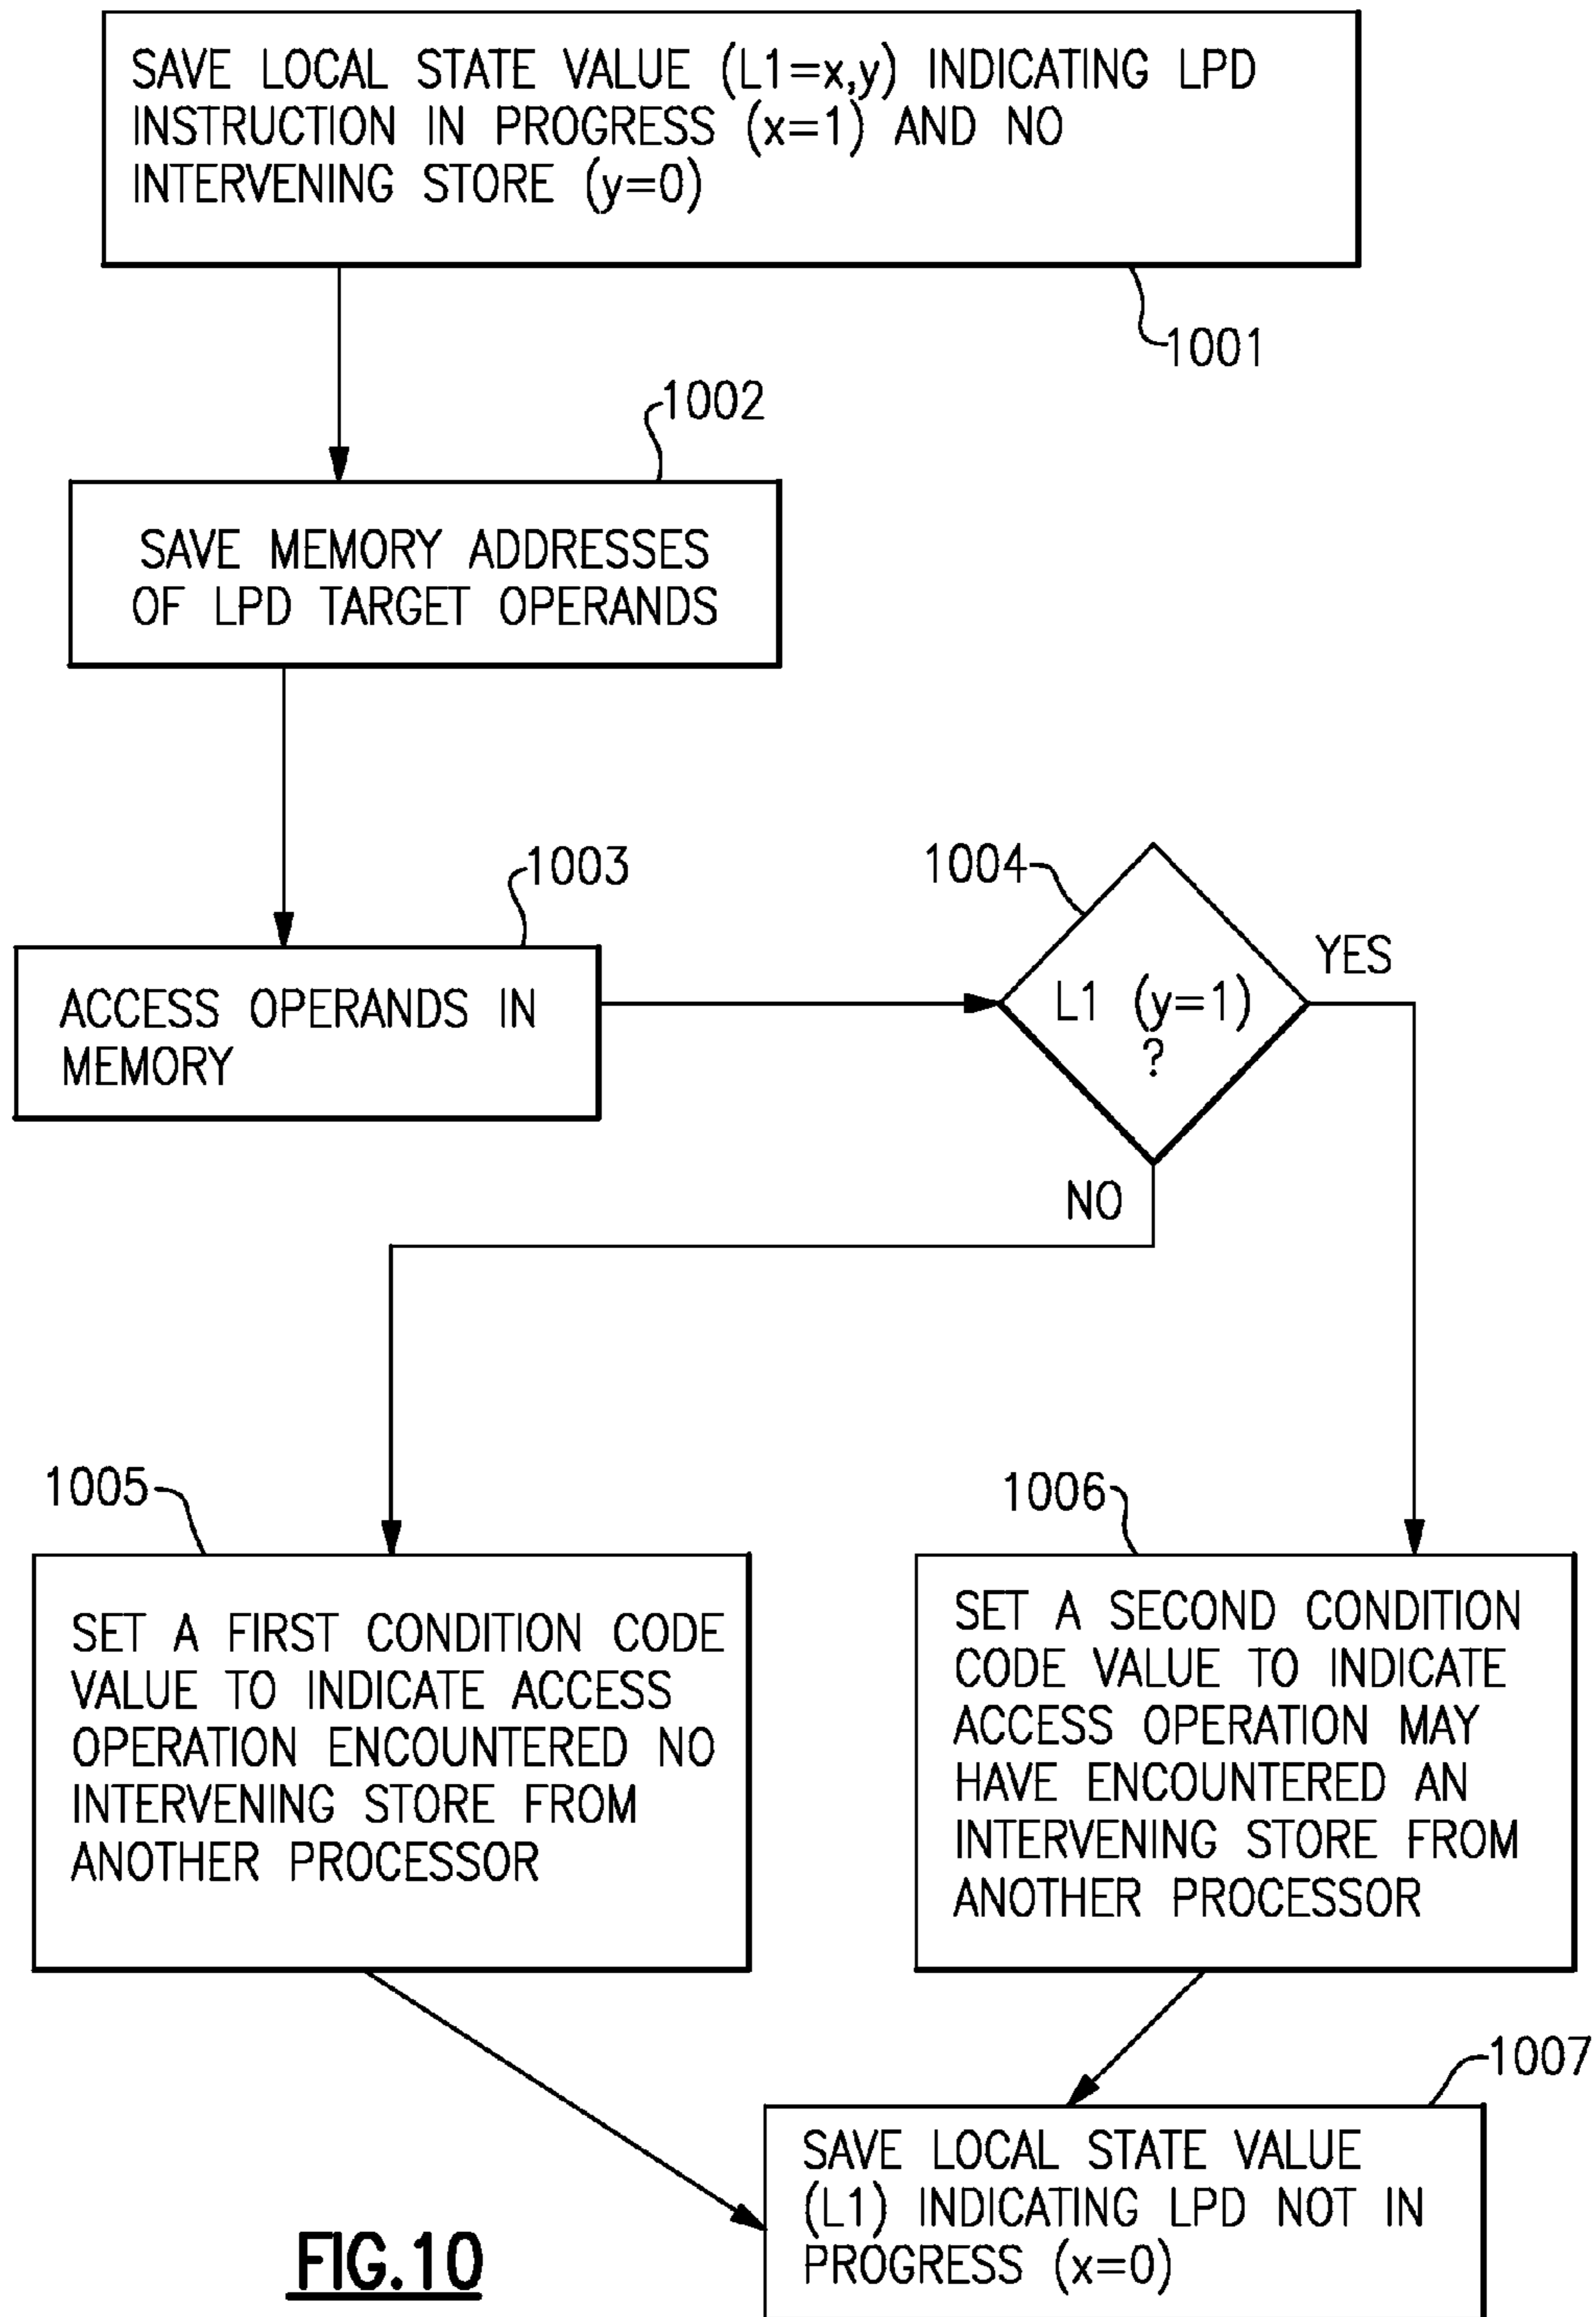 SAVE LOCAL STATE VALUE (L1=x,y) INDICATING LPD
INSTRUCTION IN PROGRESS (x=1) AND NO
INTERVENING STORE (y=0)
1001
1002
SAVE MEMORY ADDRESSES
OF LPD TARGET OPERANDS
1003
ACCESS OPERANDS IN
MEMORY
1004
L1 (y=1)
?
YES
NO
1005
SET A FIRST CONDITION CODE
VALUE TO INDICATE ACCESS
OPERATION ENCOUNTERED NO
INTERVENING STORE FROM
ANOTHER PROCESSOR
1006
SET A SECOND CONDITION
CODE VALUE TO INDICATE
ACCESS OPERATION MAY
HAVE ENCOUNTERED AN
INTERVENING STORE FROM
ANOTHER PROCESSOR
1007
SAVE LOCAL STATE VALUE
(L1) INDICATING LPD NOT IN
PROGRESS (x=0)
FIG.10